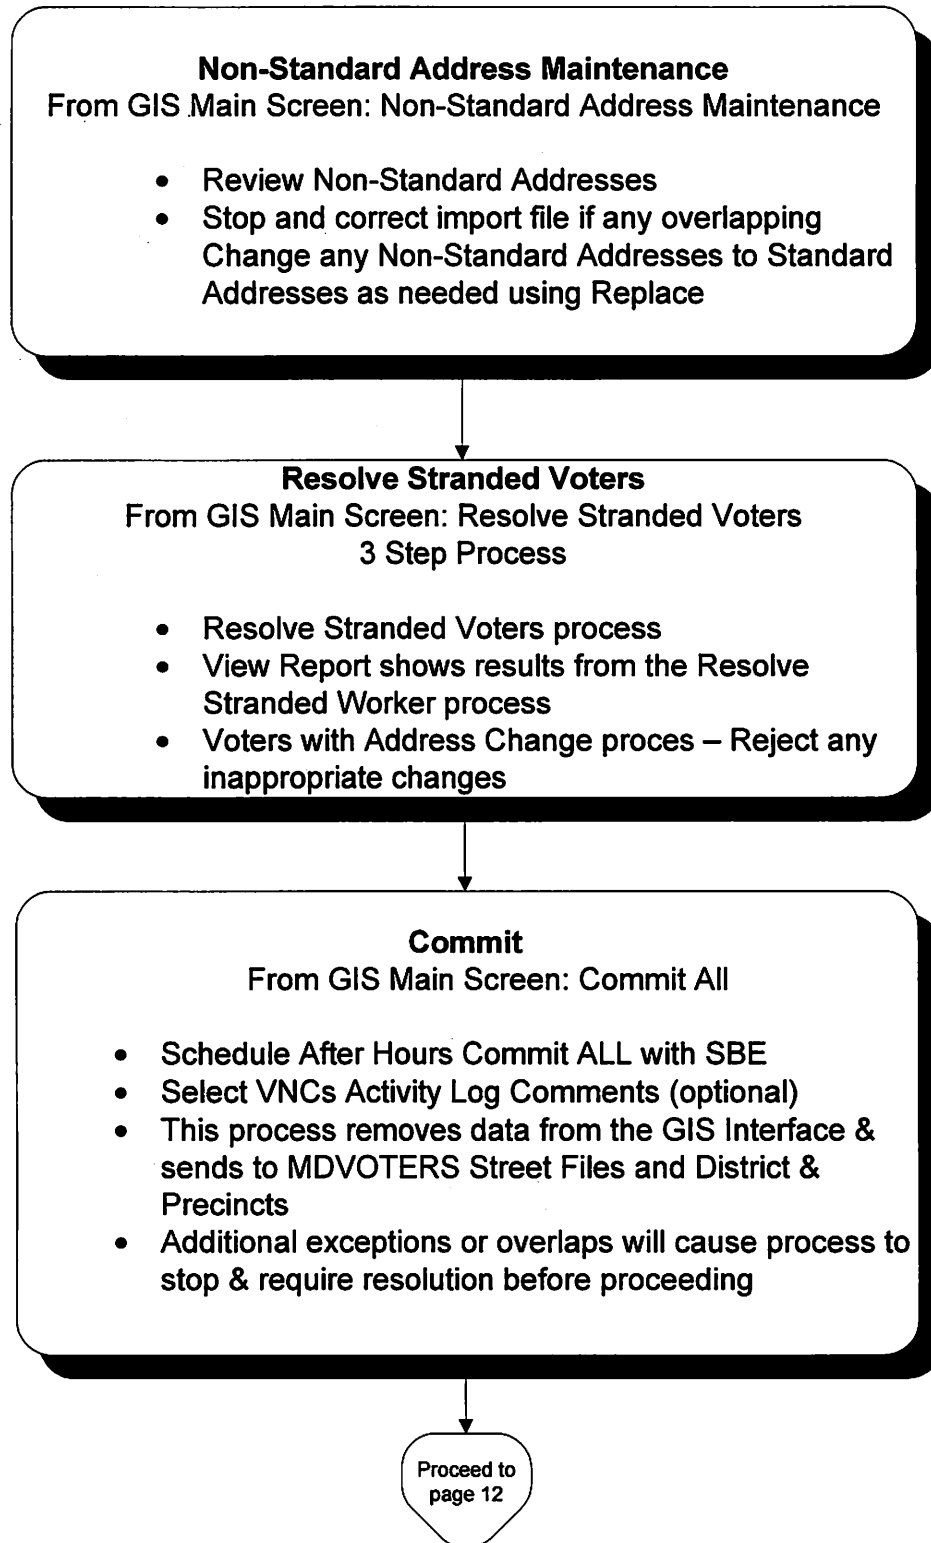 Non-Standard Address Maintenance
From GIS Main Screen: Non-Standard Address Maintenance
• Review Non-Standard Addresses
• Stop and correct import file if any overlapping
Change any Non-Standard Addresses to Standard
Addresses as needed using Replace
Resolve Stranded Voters
From GIS Main Screen: Resolve Stranded Voters
3 Step Process
• Resolve Stranded Voters process
• View Report shows results from the Resolve
Stranded Worker process
• Voters with Address Change proces – Reject any
inappropriate changes
Commit
From GIS Main Screen: Commit All
• Schedule After Hours Commit ALL with SBE
• Select VNCs Activity Log Comments (optional)
• This process removes data from the GIS Interface &
sends to MDVOTERS Street Files and District &
Precincts
• Additional exceptions or overlaps will cause process to
stop & require resolution before proceeding
Proceed to
page 12